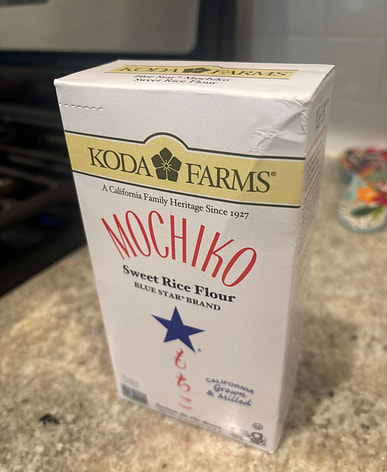 KODA FARMS
Blue Star® Mochiko
Sweet Rice Flour
KODA FARMS®
A California Family Heritage Since 1927
MOCHIKO
Sweet Rice Flour
BLUE STAR® BRAND
もちこ
CALIFORNIA
Grown
& Milled